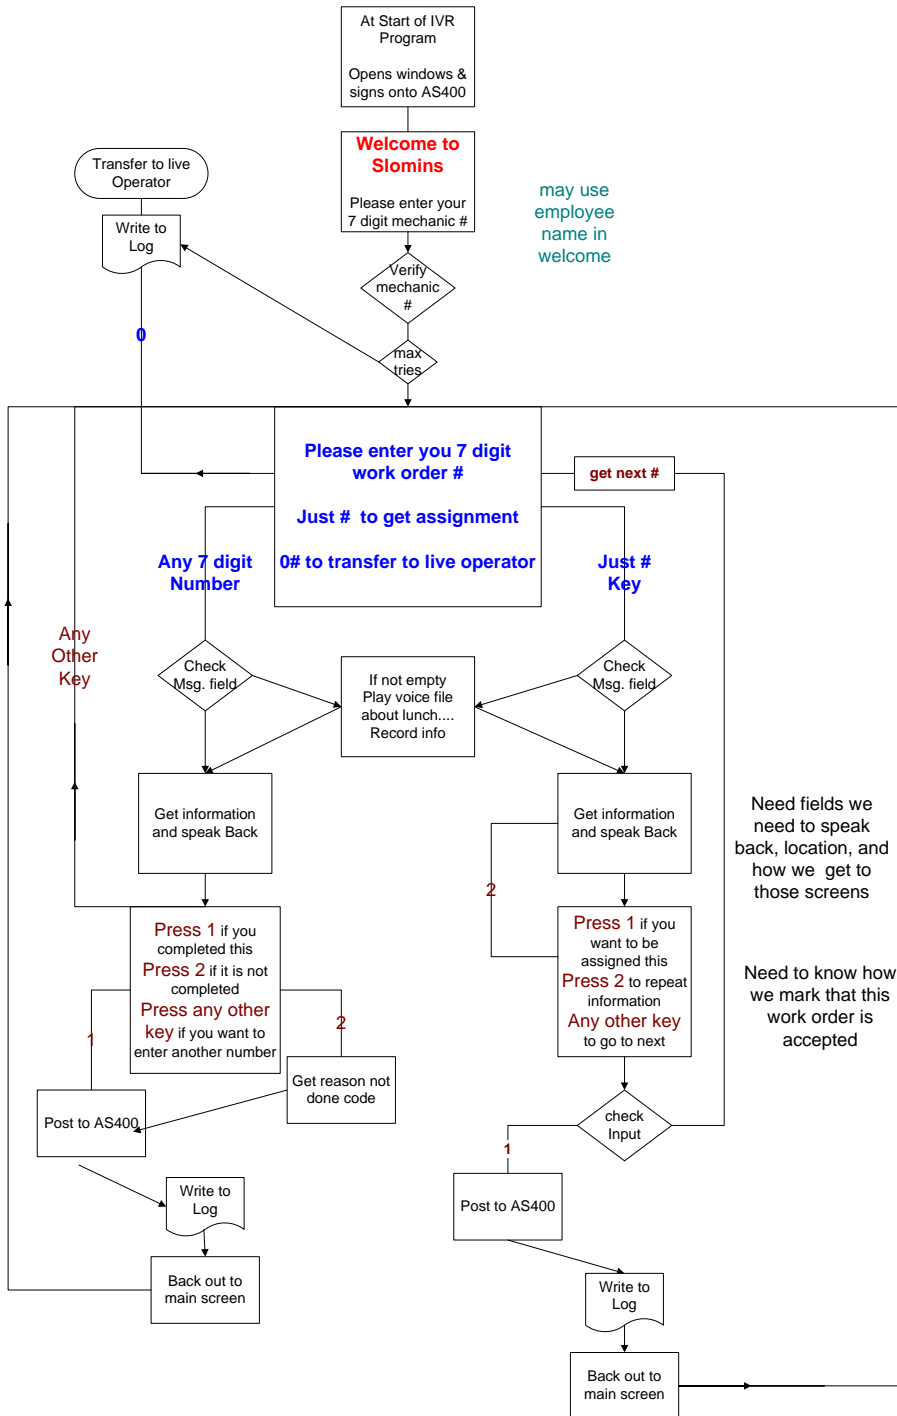 At Start of IVR
Program
Opens windows &
signs onto AS400
Welcome to
Slomins
Please enter your
7 digit mechanic #
may use
employee
name in
welcome
Transfer to live
Operator
Write to
Log
Verify
mechanic
#
0
max
tries
Please enter you 7 digit
work order #
Just #  to get assignment
0# to transfer to live operator
get next #
Any 7 digit
Number
Just #
Key
Any
Other
Key
Check
Msg. field
If not empty
Play voice file
about lunch....
Record info
Check
Msg. field
Get information
and speak Back
Get information
and speak Back
2
Need fields we
need to speak
back, location, and
how we  get to
those screens
Press 1 if you
completed this
Press 2 if it is not
completed
Press any other
key if you want to
enter another number
1
2
Press 1 if you
want to be
assigned this
Press 2 to repeat
information
Any other key
to go to next
Need to know how
we mark that this
work order is
accepted
Get reason not
done code
Post to AS400
check
Input
1
Write to
Log
Post to AS400
Back out to
main screen
Write to
Log
Back out to
main screen